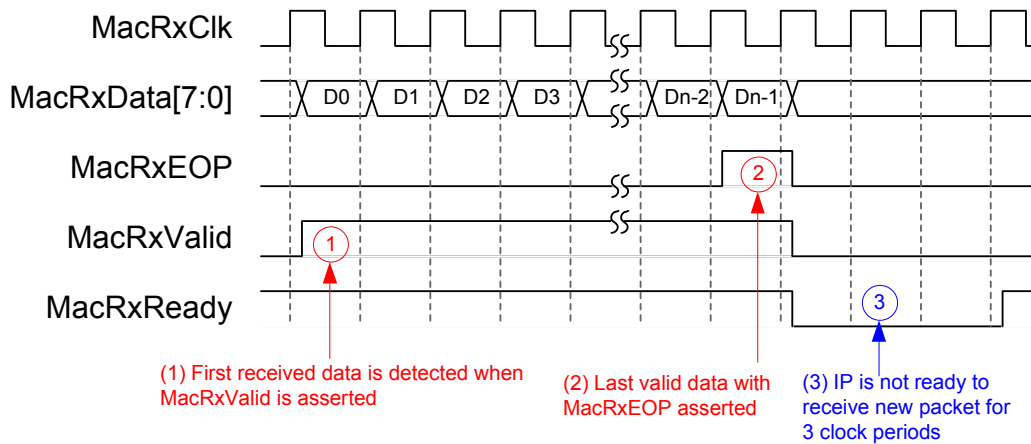 MacRxClk
MacRxData[7:0]
D0 D1 D2 D3 Dn-2 Dn-1
MacRxEOP
2
MacRxValid
1
MacRxReady
3
(1) First received data is detected when
MacRxValid is asserted
(2) Last valid data with
MacRxEOP asserted
(3) IP is not ready to
receive new packet for
3 clock periods